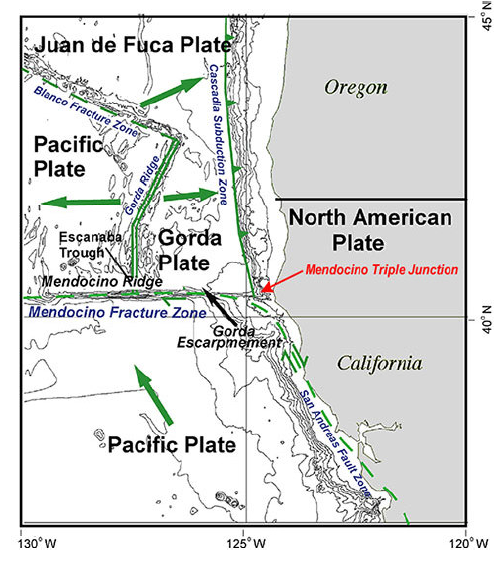 45°N
Juan de Fuca Plate
Oregon
Blanco Fracture Zone
Cascadia Subduction Zone
Pacific
Plate
Gorda Ridge
North American
Plate
Escanaba
Trough
Gorda
Plate
Mendocino Triple Junction
Mendocino Ridge
Mendocino Fracture Zone
40°N
Gorda
Escarpmement
California
San Andreas Fault Zone
Pacific Plate
130°W
125°W
120°W